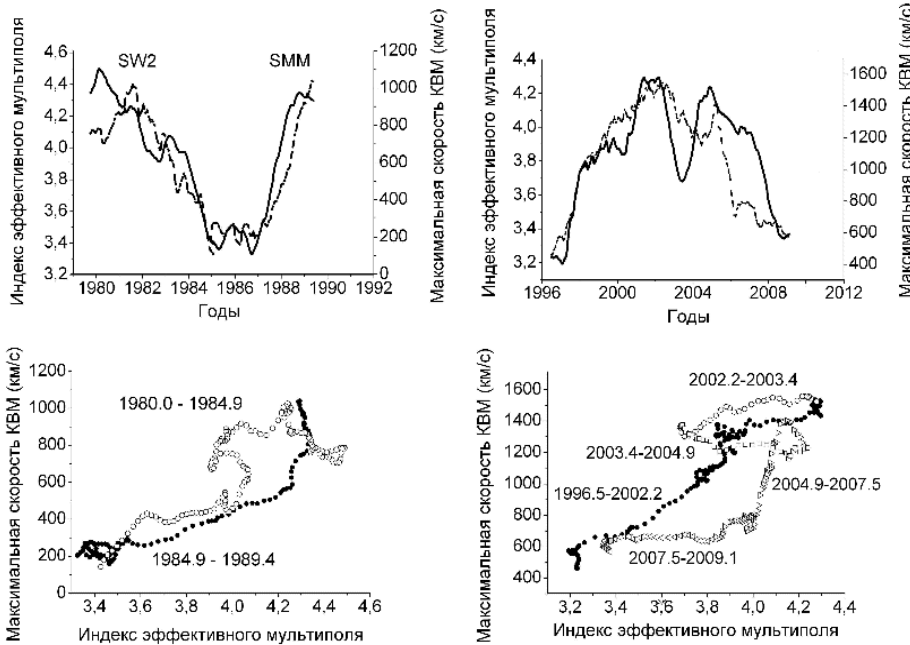 Индекс эффективного мультиполя
4,6
4,4
4,2
4,0
3,8
3,6
3,4
3,2
SW2
SMM
1200
1000
800
600
400
200
0
Максимальная скорость КВМ (км/с)
1980 1982 1984 1986 1988 1990 1992
Годы
Индекс эффективного мультиполя
4,4
4,2
4,0
3,8
3,6
3,4
3,2
1600
1400
1200
1000
800
600
400
Максимальная скорость КВМ (км/с)
1996 2000 2004 2008 2012
Годы
Максимальная скорость КВМ (км/с)
1200
1000
800
600
400
200
0
1980.0 - 1984.9
1984.9 - 1989.4
3,4 3,6 3,8 4,0 4,2 4,4 4,6
Индекс эффективного мультиполя
Максимальная скорость КВМ (км/с)
1600
1400
1200
1000
800
600
400
2002.2-2003.4
2003.4-2004.9
2004.9-2007.5
1996.5-2002.2
2007.5-2009.1
3,2 3,4 3,6 3,8 4,0 4,2 4,4
Индекс эффективного мультиполя